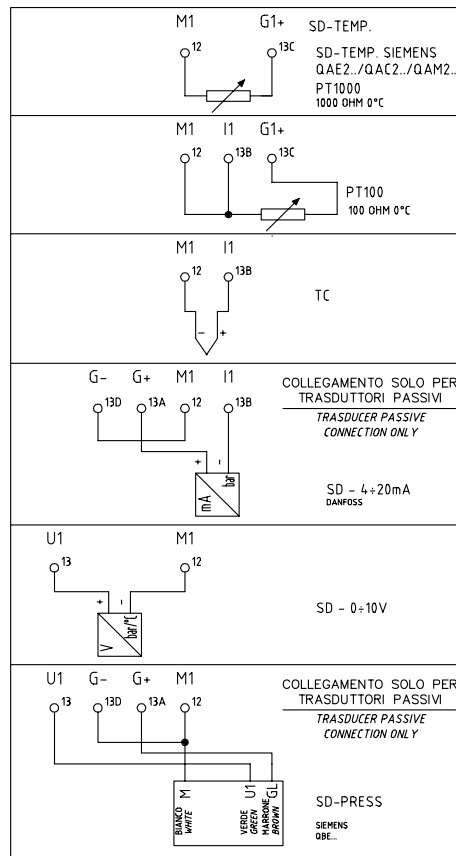 M1 G1+ SD-TEMP.
12 13C
SD-TEMP. SIEMENS
QAE2../QAC2../QAM2..
PT1000
1000 OHM 0°C
M1 I1 G1+
12 13B 13C
PT100
100 OHM 0°C
M1 I1
12 13B
TC
- +
G- G+ M1 I1
13D 13A 12 13B
COLLEGAMENTO SOLO PER
TRASDUTTORI PASSIVI
TRASDUCER PASSIVE
CONNECTION ONLY
+ -
mA bar
SD - 4÷20mA
DANFOSS
U1 M1
13 12
+ -
V bar/°C
SD - 0÷10V
U1 G- G+ M1
13 13D 13A 12
COLLEGAMENTO SOLO PER
TRASDUTTORI PASSIVI
TRASDUCER PASSIVE
CONNECTION ONLY
M U1 GL
BIANCO VERDE MARRONE
WHITE GREEN BROWN
SD-PRESS
SIEMENS
QBE...